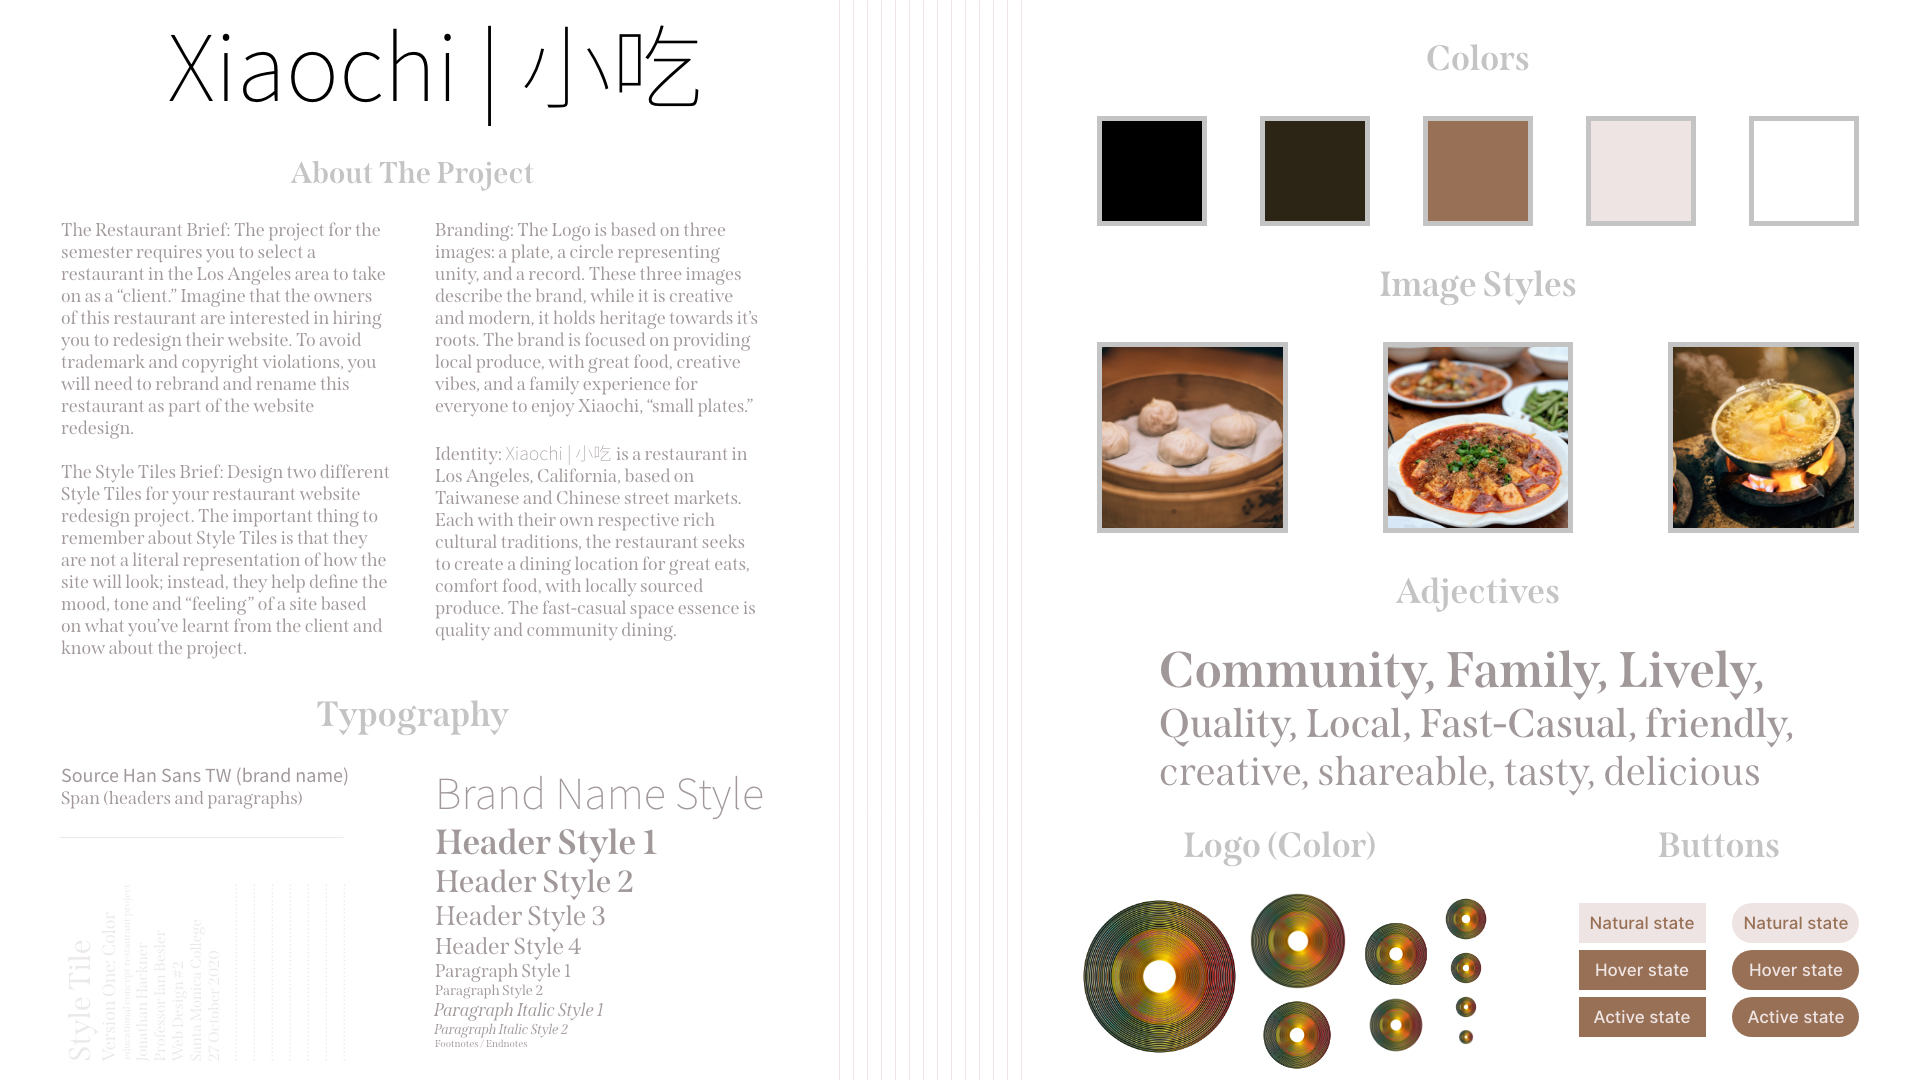 Xiaochi | 小吃
About The Project
The Restaurant Brief: The project for the
semester requires you to select a
restaurant in the Los Angeles area to take
on as a “client.” Imagine that the owners
of this restaurant are interested in hiring
you to redesign their website. To avoid
trademark and copyright violations, you
will need to rebrand and rename this
restaurant as part of the website
redesign.
The Style Tiles Brief: Design two different
Style Tiles for your restaurant website
redesign project. The important thing to
remember about Style Tiles is that they
are not a literal representation of how the
site will look; instead, they help define the
mood, tone and “feeling” of a site based
on what you’ve learnt from the client and
know about the project.
Branding: The Logo is based on three
images: a plate, a circle representing
unity, and a record. These three images
describe the brand, while it is creative
and modern, it holds heritage towards it’s
roots. The brand is focused on providing
local produce, with great food, creative
vibes, and a family experience for
everyone to enjoy Xiaochi, “small plates.”
Identity: Xiaochi | 小吃 is a restaurant in
Los Angeles, California, based on
Taiwanese and Chinese street markets.
Each with their own respective rich
cultural traditions, the restaurant seeks
to create a dining location for great eats,
comfort food, with locally sourced
produce. The fast-casual space essence is
quality and community dining.
Typography
Source Han Sans TW (brand name)
Span (headers and paragraphs)
Style Tile
Version One: Color
educational concept restaurant project
Jonathan Harkner
Professor Ian Besler
Web Design #2
Santa Monica College
27 October 2020
Brand Name Style
Header Style 1
Header Style 2
Header Style 3
Header Style 4
Paragraph Style 1
Paragraph Style 2
Paragraph Italic Style 1
Paragraph Italic Style 2
Footnotes / Endnotes
Colors
Image Styles
Adjectives
Community, Family, Lively,
Quality, Local, Fast-Casual, friendly,
creative, shareable, tasty, delicious
Logo (Color)
Buttons
Natural state
Natural state
Hover state
Hover state
Active state
Active state